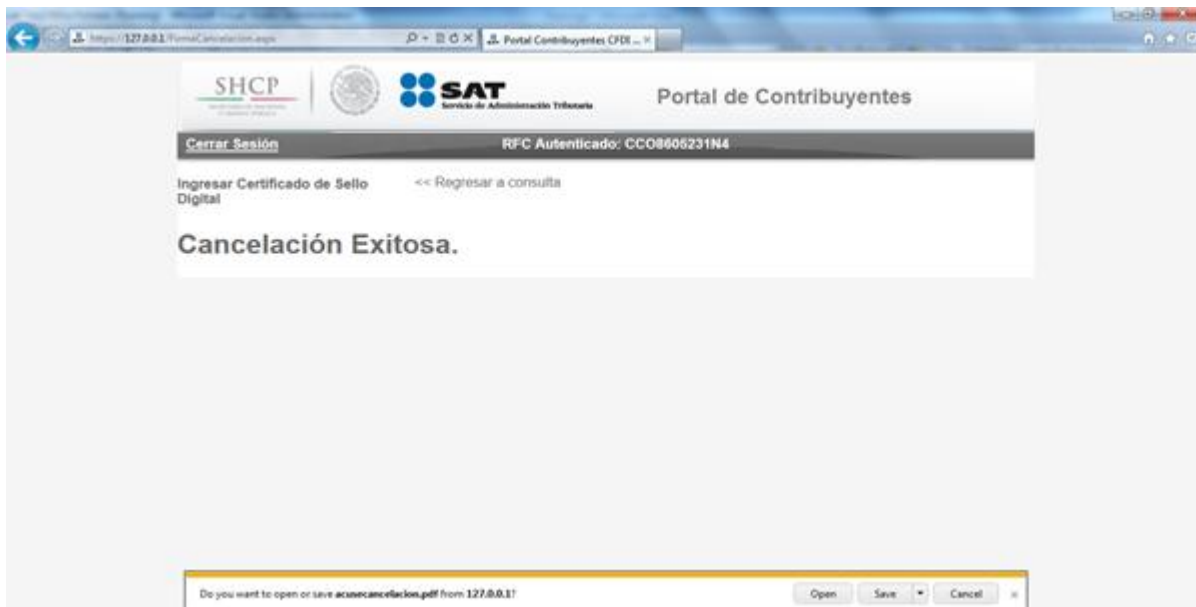 https://127.0.0.1/FirmaCancelacion.aspx
Portal Contribuyentes CFDI ...
SHCP
SAT
Servicio de Administración Tributaria
Portal de Contribuyentes
Cerrar Sesión
RFC Autenticado: CCO8605231N4
Ingresar Certificado de Sello
Digital
<< Regresar a consulta
Cancelación Exitosa.
Do you want to open or save acusecancelacion.pdf from 127.0.0.1?
Open
Save
Cancel